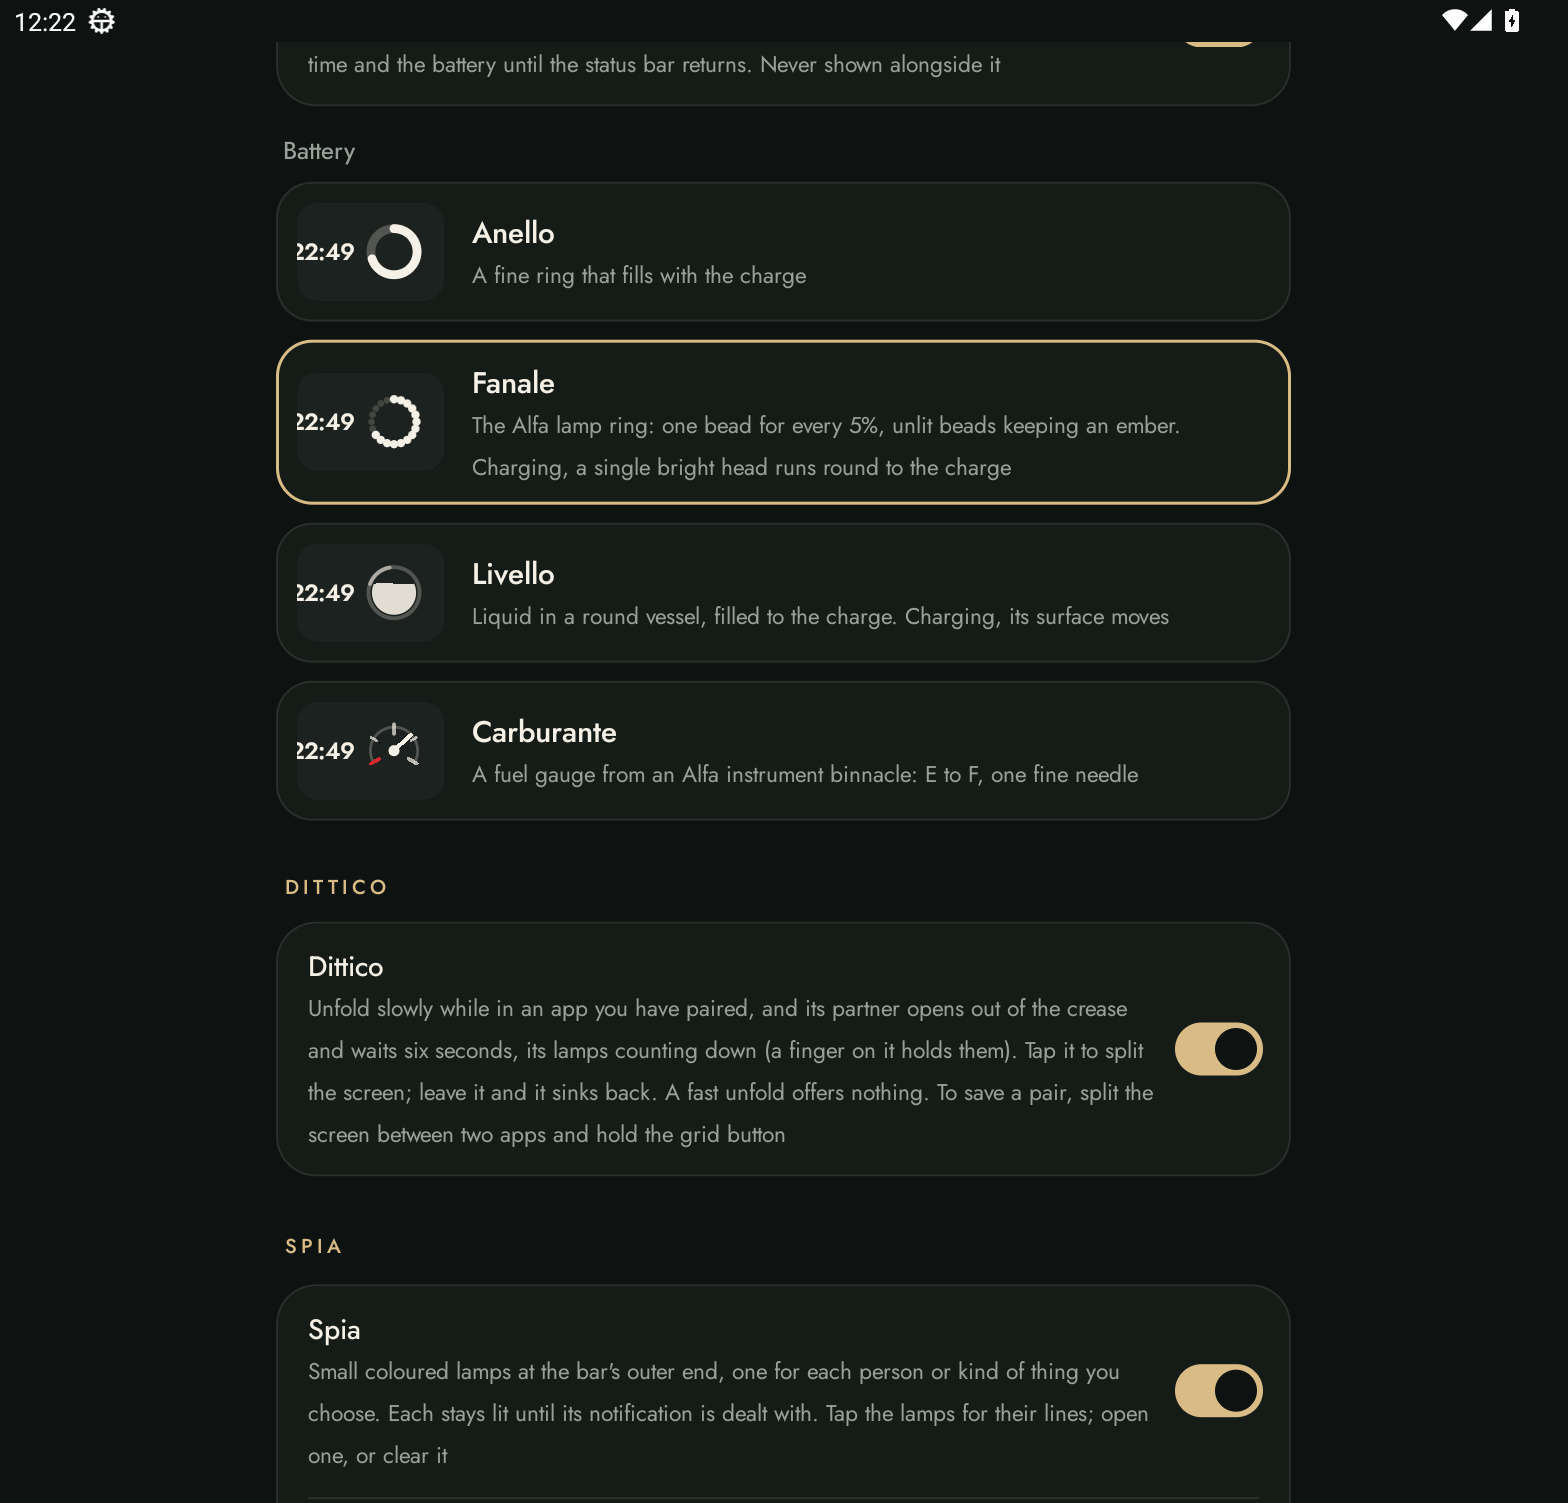 12:22
time and the battery until the status bar returns. Never shown alongside it
Battery
22:49
Anello
A fine ring that fills with the charge
22:49
Fanale
The Alfa lamp ring: one bead for every 5%, unlit beads keeping an ember.
Charging, a single bright head runs round to the charge
22:49
Livello
Liquid in a round vessel, filled to the charge. Charging, its surface moves
22:49
Carburante
A fuel gauge from an Alfa instrument binnacle: E to F, one fine needle
DITTICO
Dittico
Unfold slowly while in an app you have paired, and its partner opens out of the crease
and waits six seconds, its lamps counting down (a finger on it holds them). Tap it to split
the screen; leave it and it sinks back. A fast unfold offers nothing. To save a pair, split the
screen between two apps and hold the grid button
SPIA
Spia
Small coloured lamps at the bar's outer end, one for each person or kind of thing you
choose. Each stays lit until its notification is dealt with. Tap the lamps for their lines; open
one, or clear it